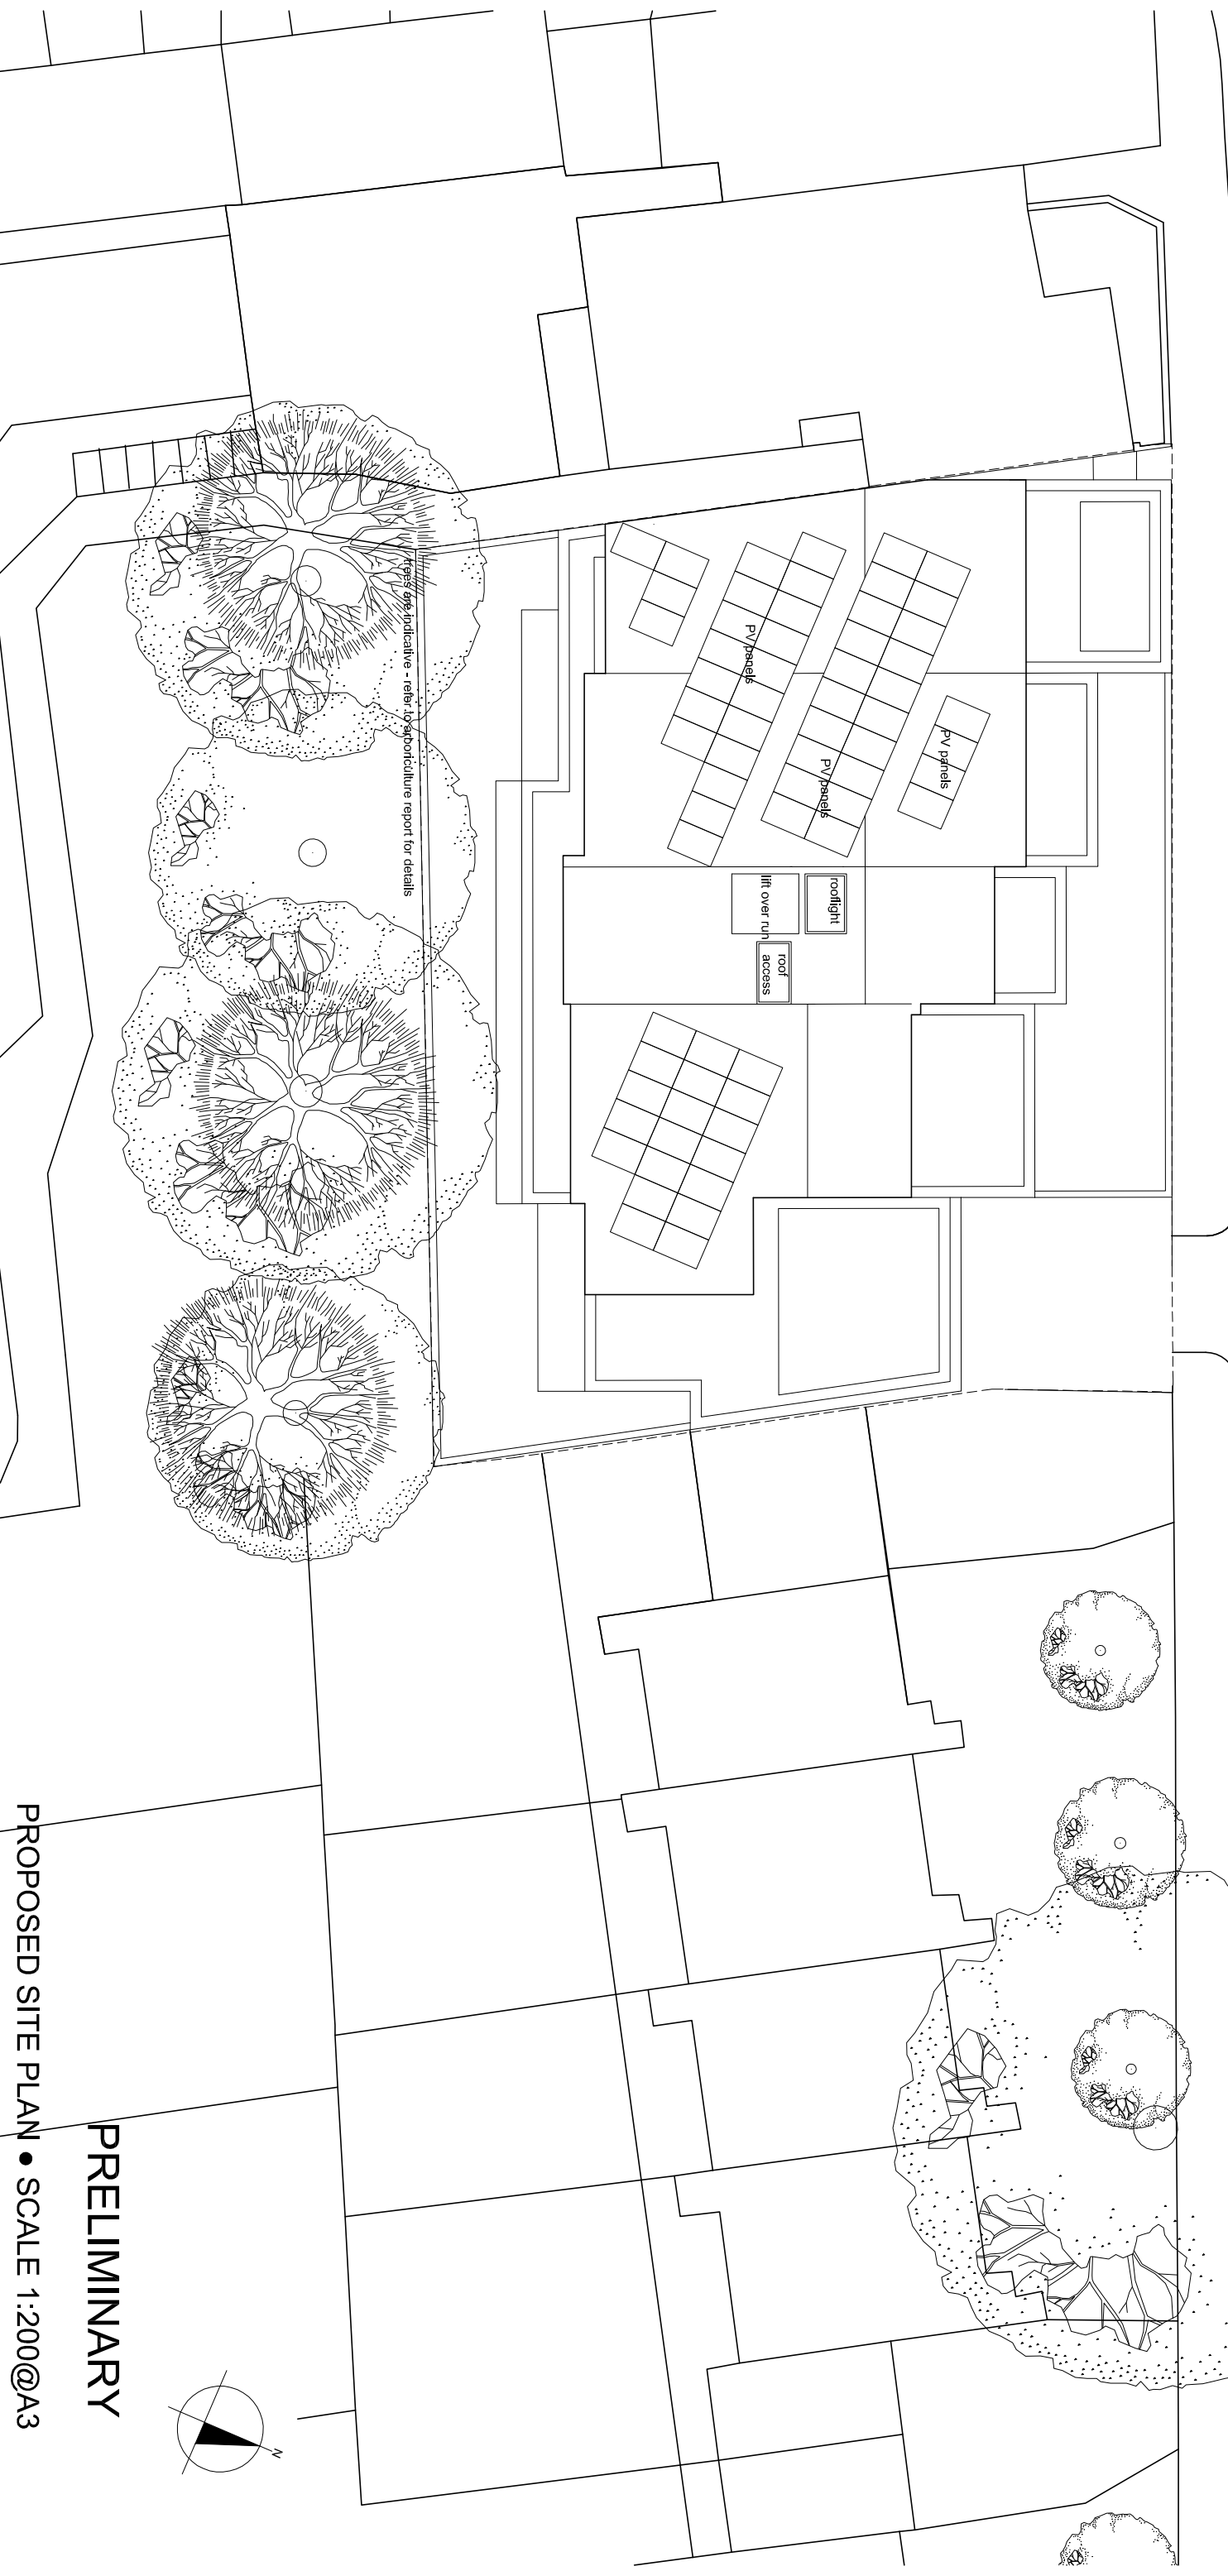 PV panels
PV panels
PV panels
rooflight
lift over run
roof
access
trees are indicative - refer to arboriculture report for details
N
PRELIMINARY
PROPOSED SITE PLAN ● SCALE 1:200@A3